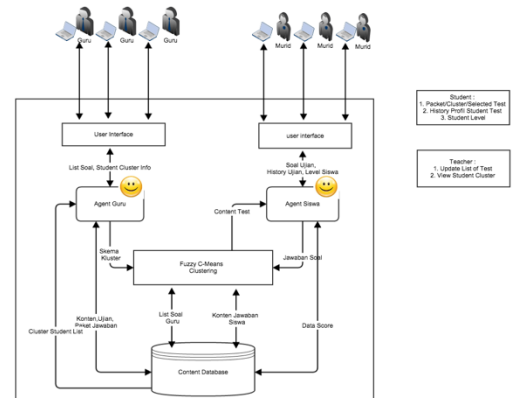 Guru
Guru
Guru
Murid
Murid
Murid
User Interface
user interface
List Soal, Student Cluster Info
Soal Ujian,
History Ujian, Level Siswa
Agent Guru
Agent Siswa
Content Test
Skema
Kluster
Fuzzy C-Means
Clustering
Jawaban Soal
Konten,Ujian,
Paket Jawaban
Cluster Student List
List Soal
Guru
Konten Jawaban
Siswa
Data Score
Content Database
Student :
1. Packet/Cluster/Selected Test
2. History Profil Student Test
3. Student Level
Teacher :
1. Update List of Test
2. View Student Cluster